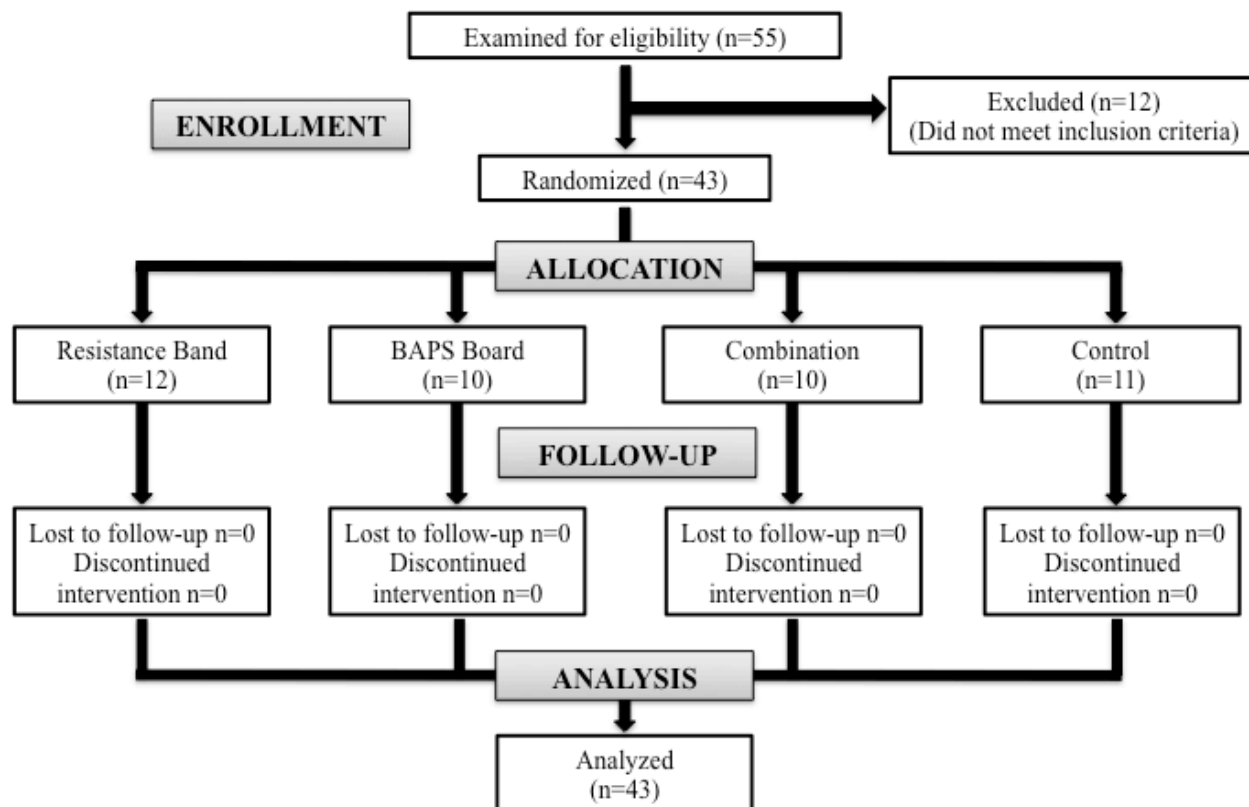 Examined for eligibility (n=55)
Excluded (n=12)
(Did not meet inclusion criteria)
ENROLLMENT
Randomized (n=43)
ALLOCATION
Resistance Band
(n=12)
BAPS Board
(n=10)
Combination
(n=10)
Control
(n=11)
FOLLOW-UP
Lost to follow-up n=0
Discontinued
intervention n=0
Lost to follow-up n=0
Discontinued
intervention n=0
Lost to follow-up n=0
Discontinued
intervention n=0
Lost to follow-up n=0
Discontinued
intervention n=0
ANALYSIS
Analyzed
(n=43)